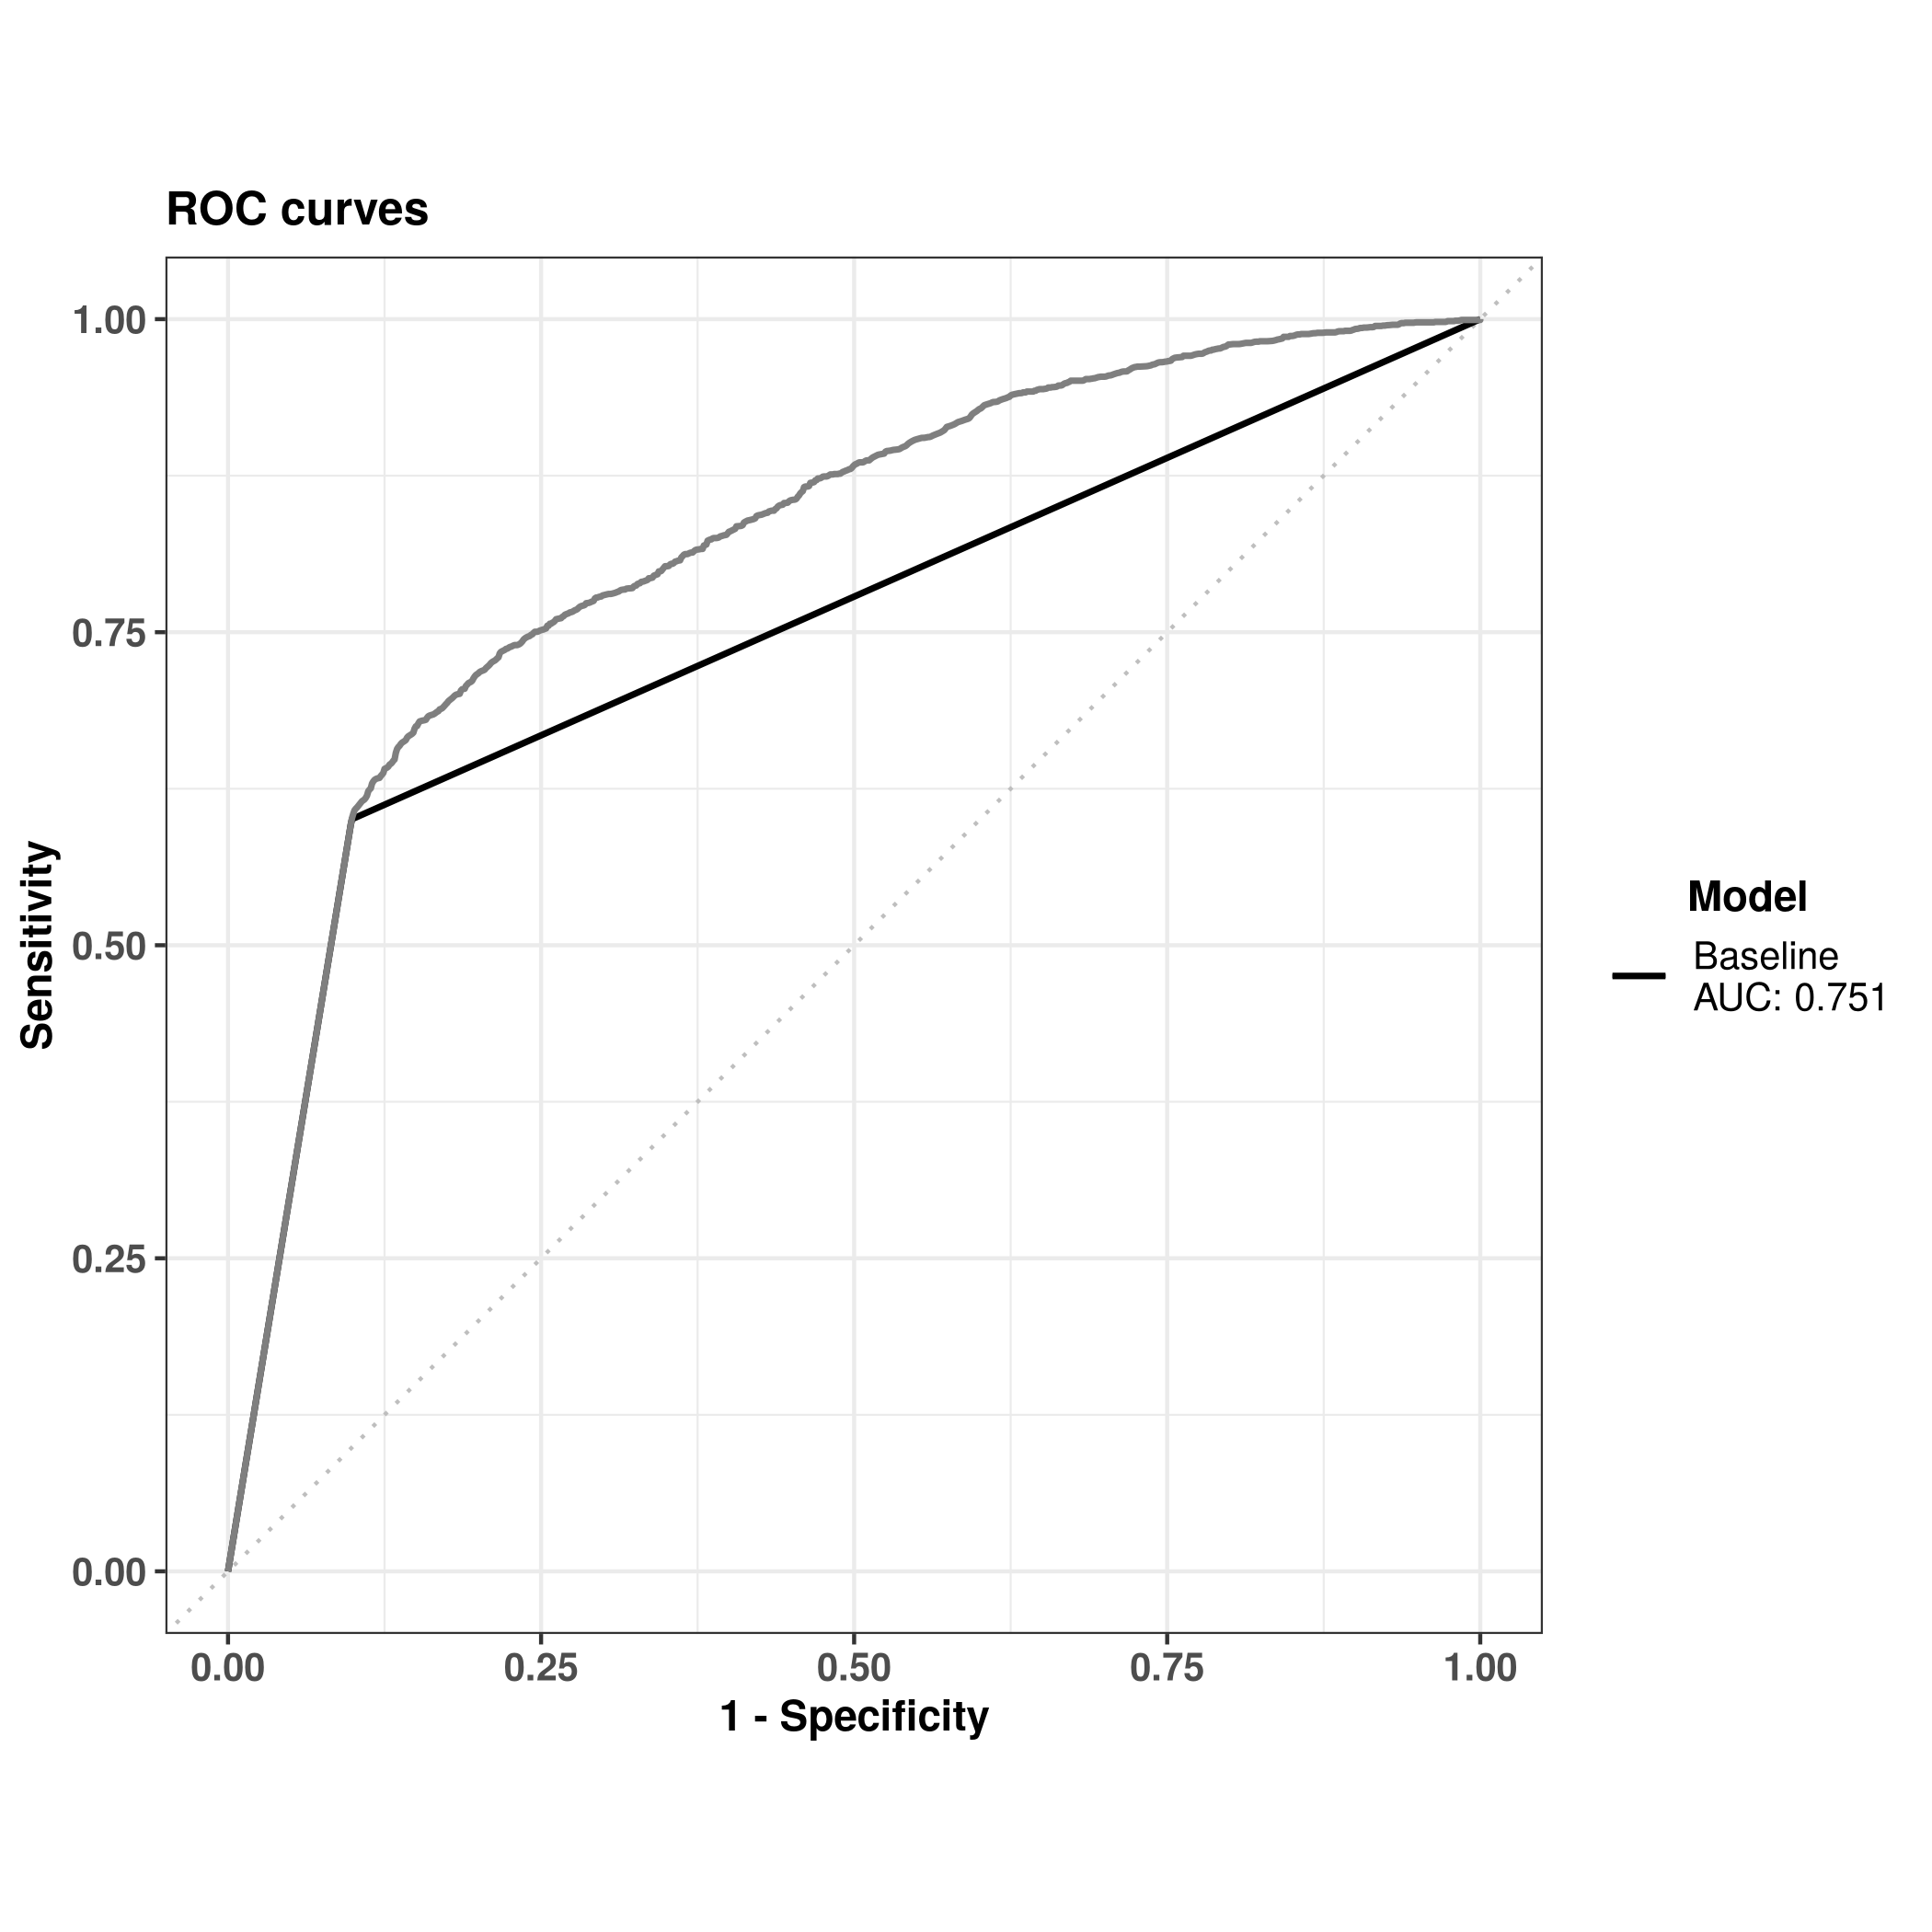 ROC curves
1.00
0.75
0.50
0.25
0.00
Sensitivity
0.00 0.25 0.50 0.75 1.00
1 - Specificity
Model
Baseline
AUC: 0.751